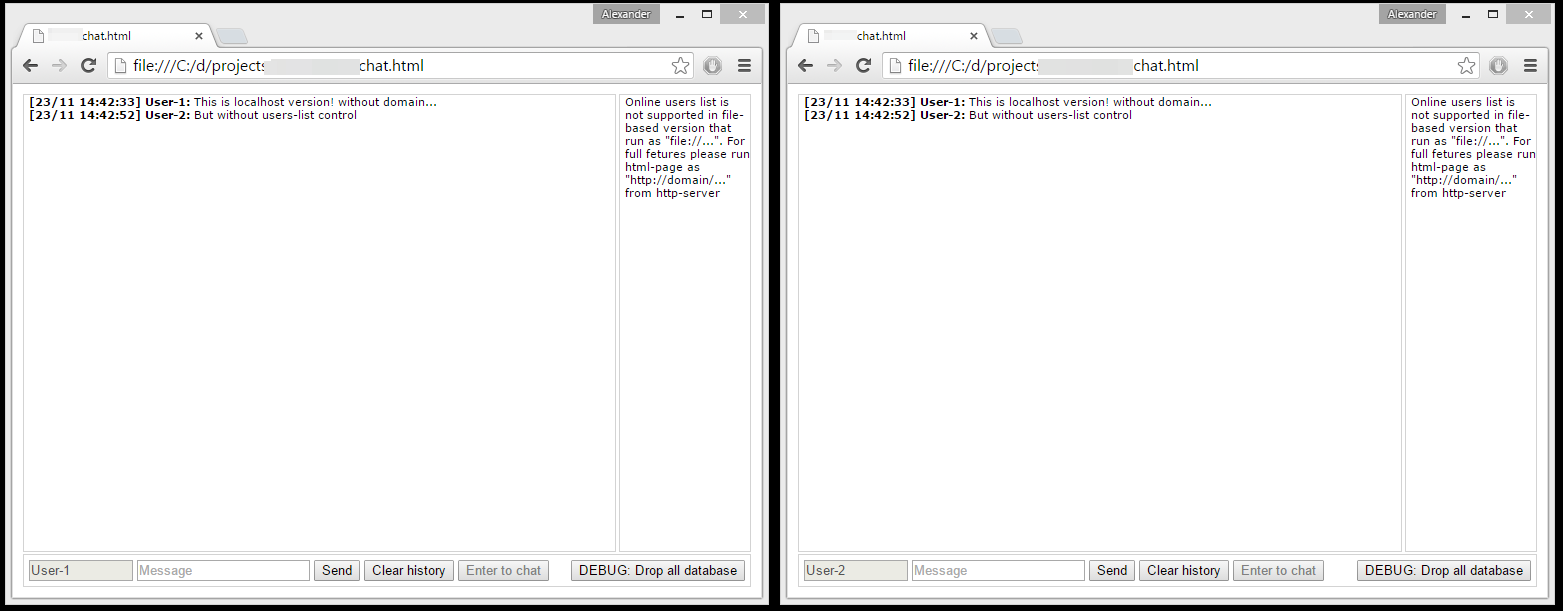 Alexander
chat.html
file:///C:/d/projects chat.html
[23/11 14:42:33] User-1: This is localhost version! without domain...
[23/11 14:42:52] User-2: But without users-list control
Online users list is
not supported in file-
based version that
run as "file://...". For
full fetures please run
html-page as
"http://domain/..."
from http-server
User-1 Message Send Clear history Enter to chat DEBUG: Drop all database
Alexander
chat.html
file:///C:/d/projects chat.html
[23/11 14:42:33] User-1: This is localhost version! without domain...
[23/11 14:42:52] User-2: But without users-list control
Online users list is
not supported in file-
based version that
run as "file://...". For
full fetures please run
html-page as
"http://domain/..."
from http-server
User-2 Message Send Clear history Enter to chat DEBUG: Drop all database